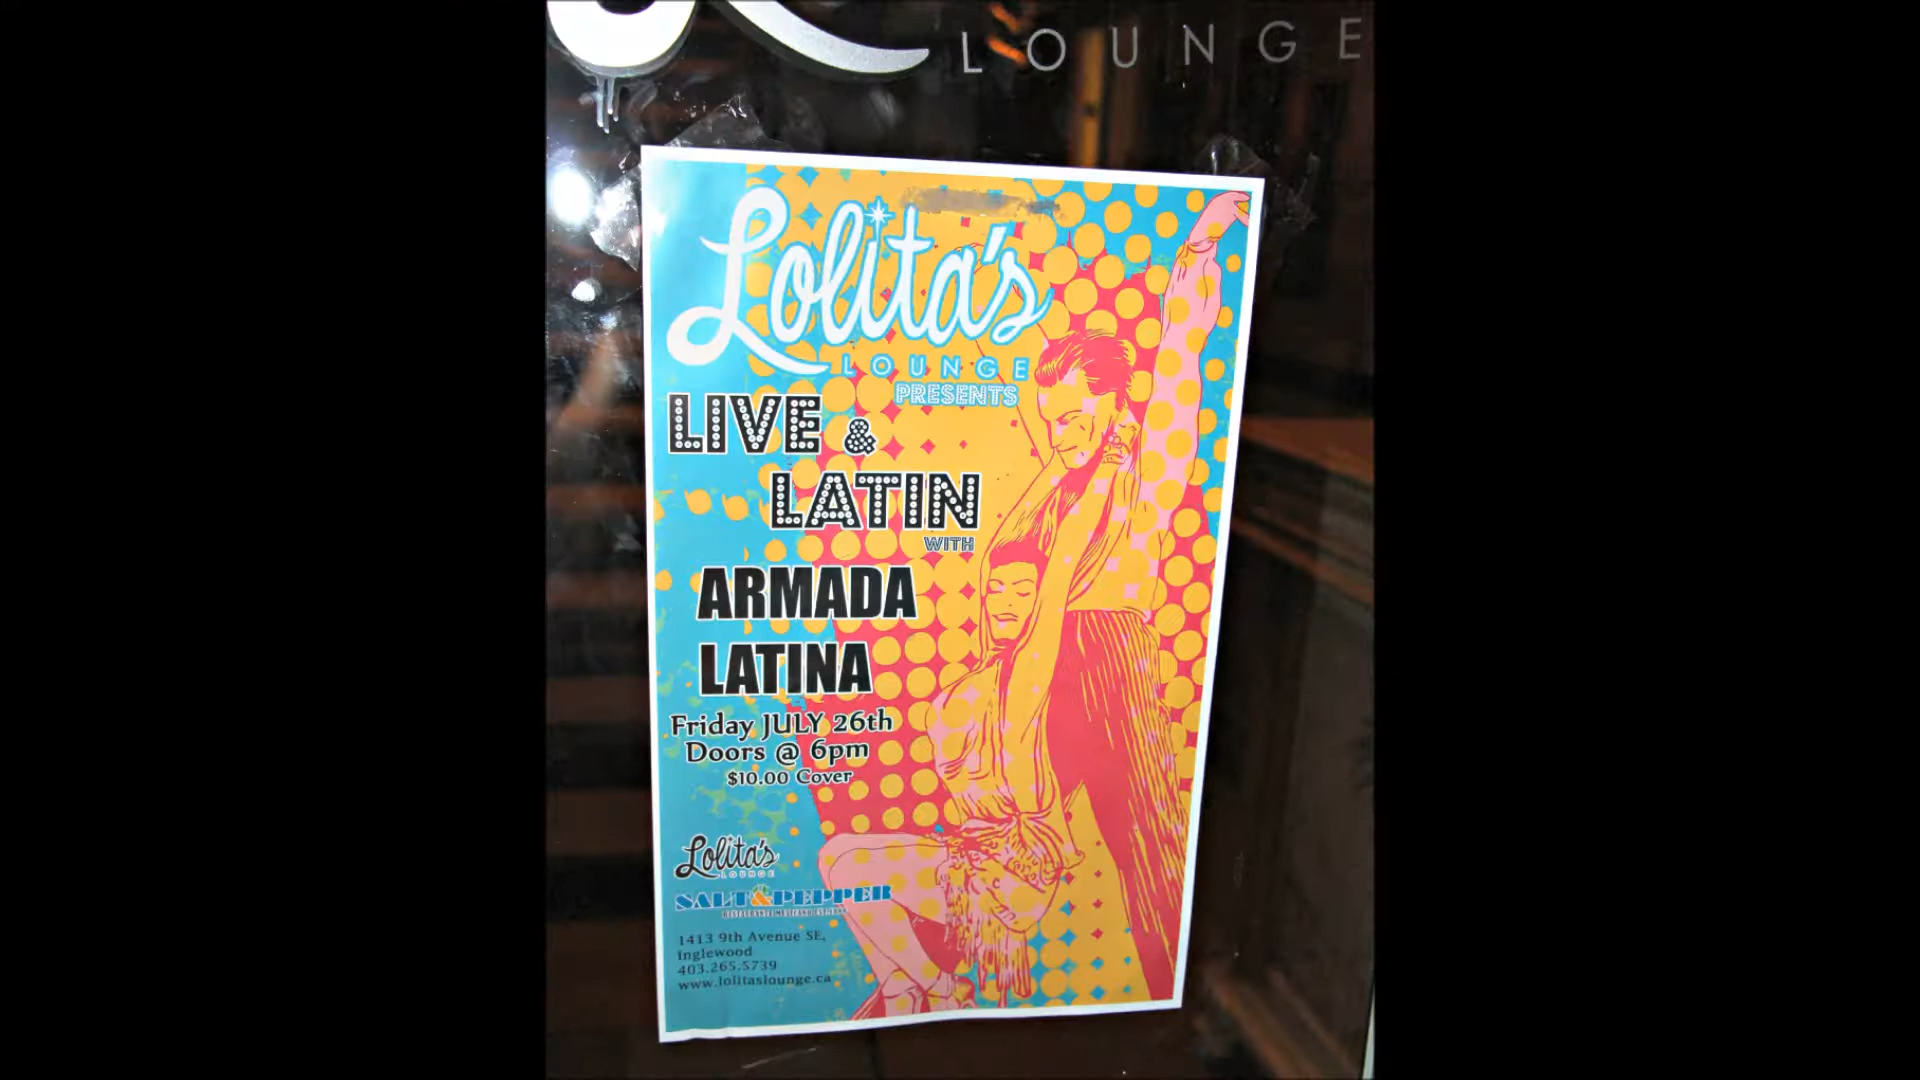 LOUNGE
Lolita's
LOUNGE
PRESENTS
LIVE &
LATIN
WITH
ARMADA
LATINA
Friday JULY 26th
Doors @ 6pm
$10.00 Cover
Lolita's
LOUNGE
SALT & PEPPER
1413 9th Avenue SE,
Inglewood
403.265.5739
www.lolitaslounge.ca